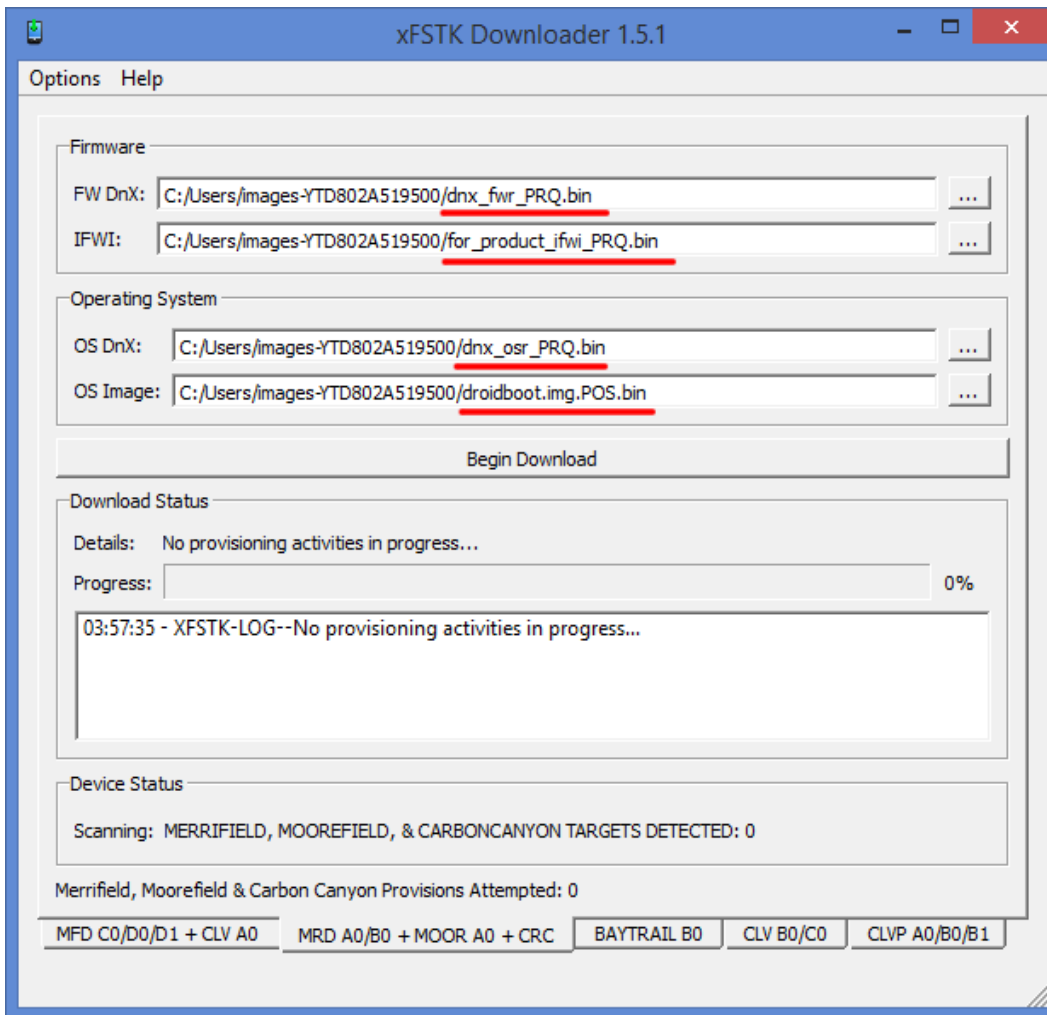 xFSTK Downloader 1.5.1
Options Help
Firmware
FW DnX: C:/Users/images-YTD802A519500/dnx_fwr_PRQ.bin ...
IFWI: C:/Users/images-YTD802A519500/for_product_ifwi_PRQ.bin ...
Operating System
OS DnX: C:/Users/images-YTD802A519500/dnx_osr_PRQ.bin ...
OS Image: C:/Users/images-YTD802A519500/droidboot.img.POS.bin ...
Begin Download
Download Status
Details: No provisioning activities in progress...
Progress: 0%
03:57:35 - XFSTK-LOG--No provisioning activities in progress...
Device Status
Scanning: MERRIFIELD, MOOREFIELD, & CARBONCANYON TARGETS DETECTED: 0
Merrifield, Moorefield & Carbon Canyon Provisions Attempted: 0
MFD C0/D0/D1 + CLV A0 MRD A0/B0 + MOOR A0 + CRC BAYTRAIL B0 CLV B0/C0 CLVP A0/B0/B1